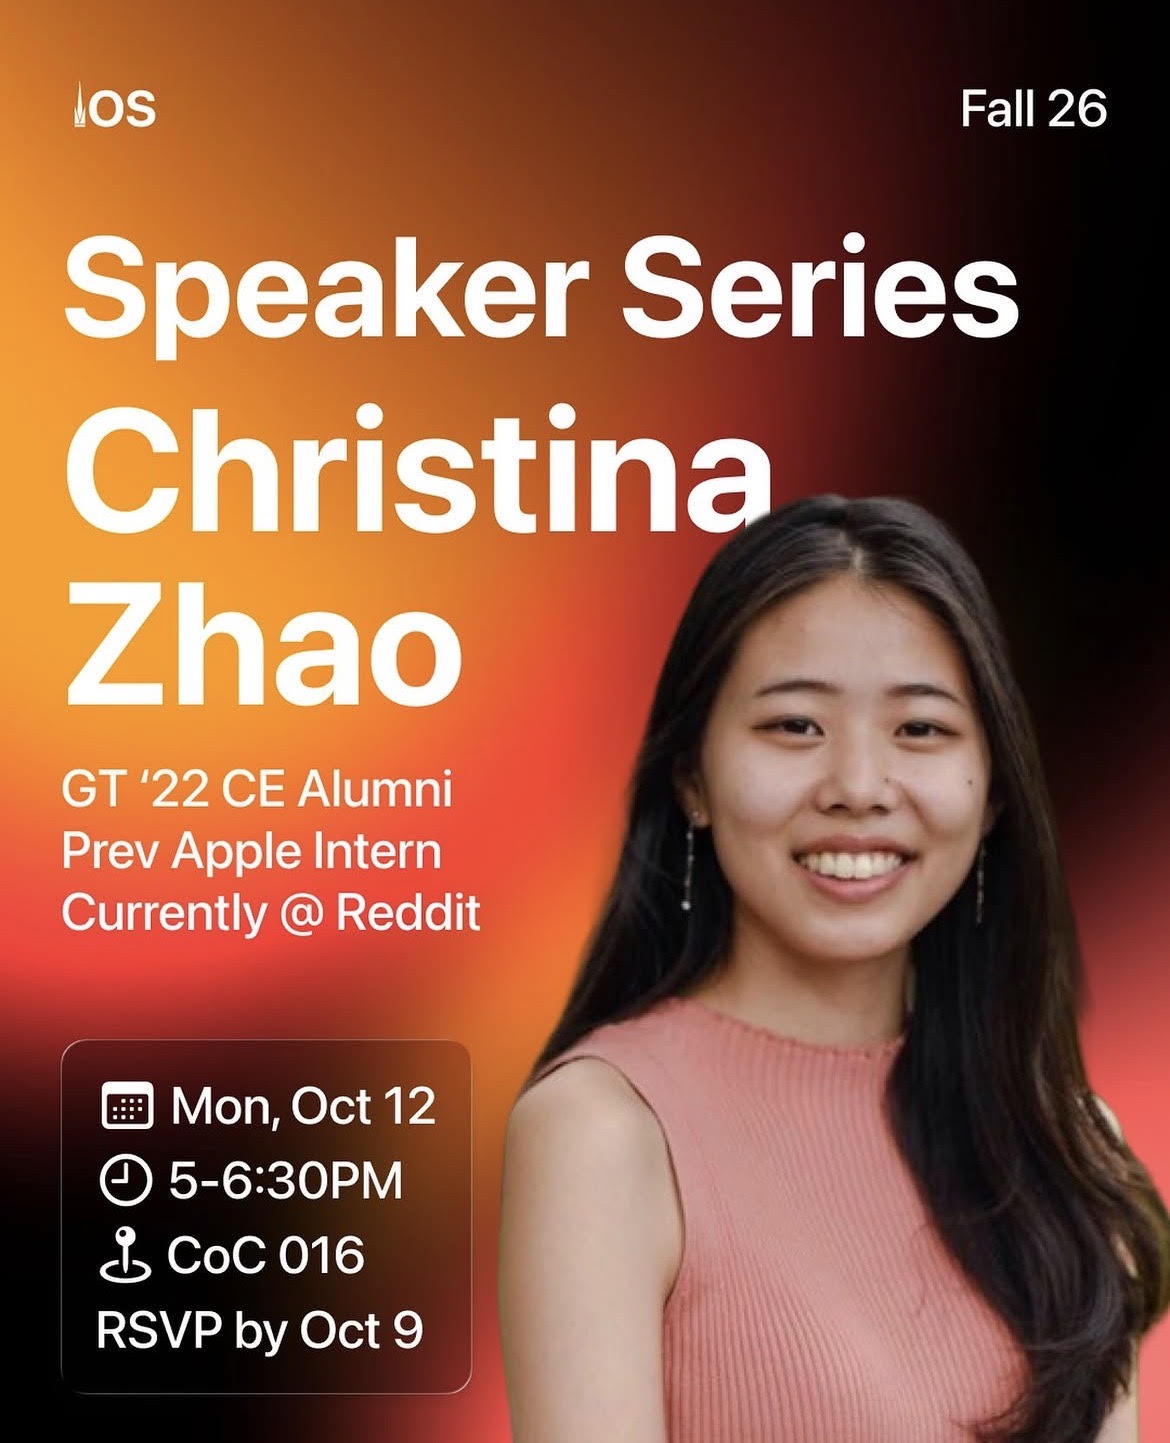 iOS
Fall 26
Speaker Series
Christina
Zhao
GT ‘22 CE Alumni
Prev Apple Intern
Currently @ Reddit
Mon, Oct 12
5-6:30PM
CoC 016
RSVP by Oct 9